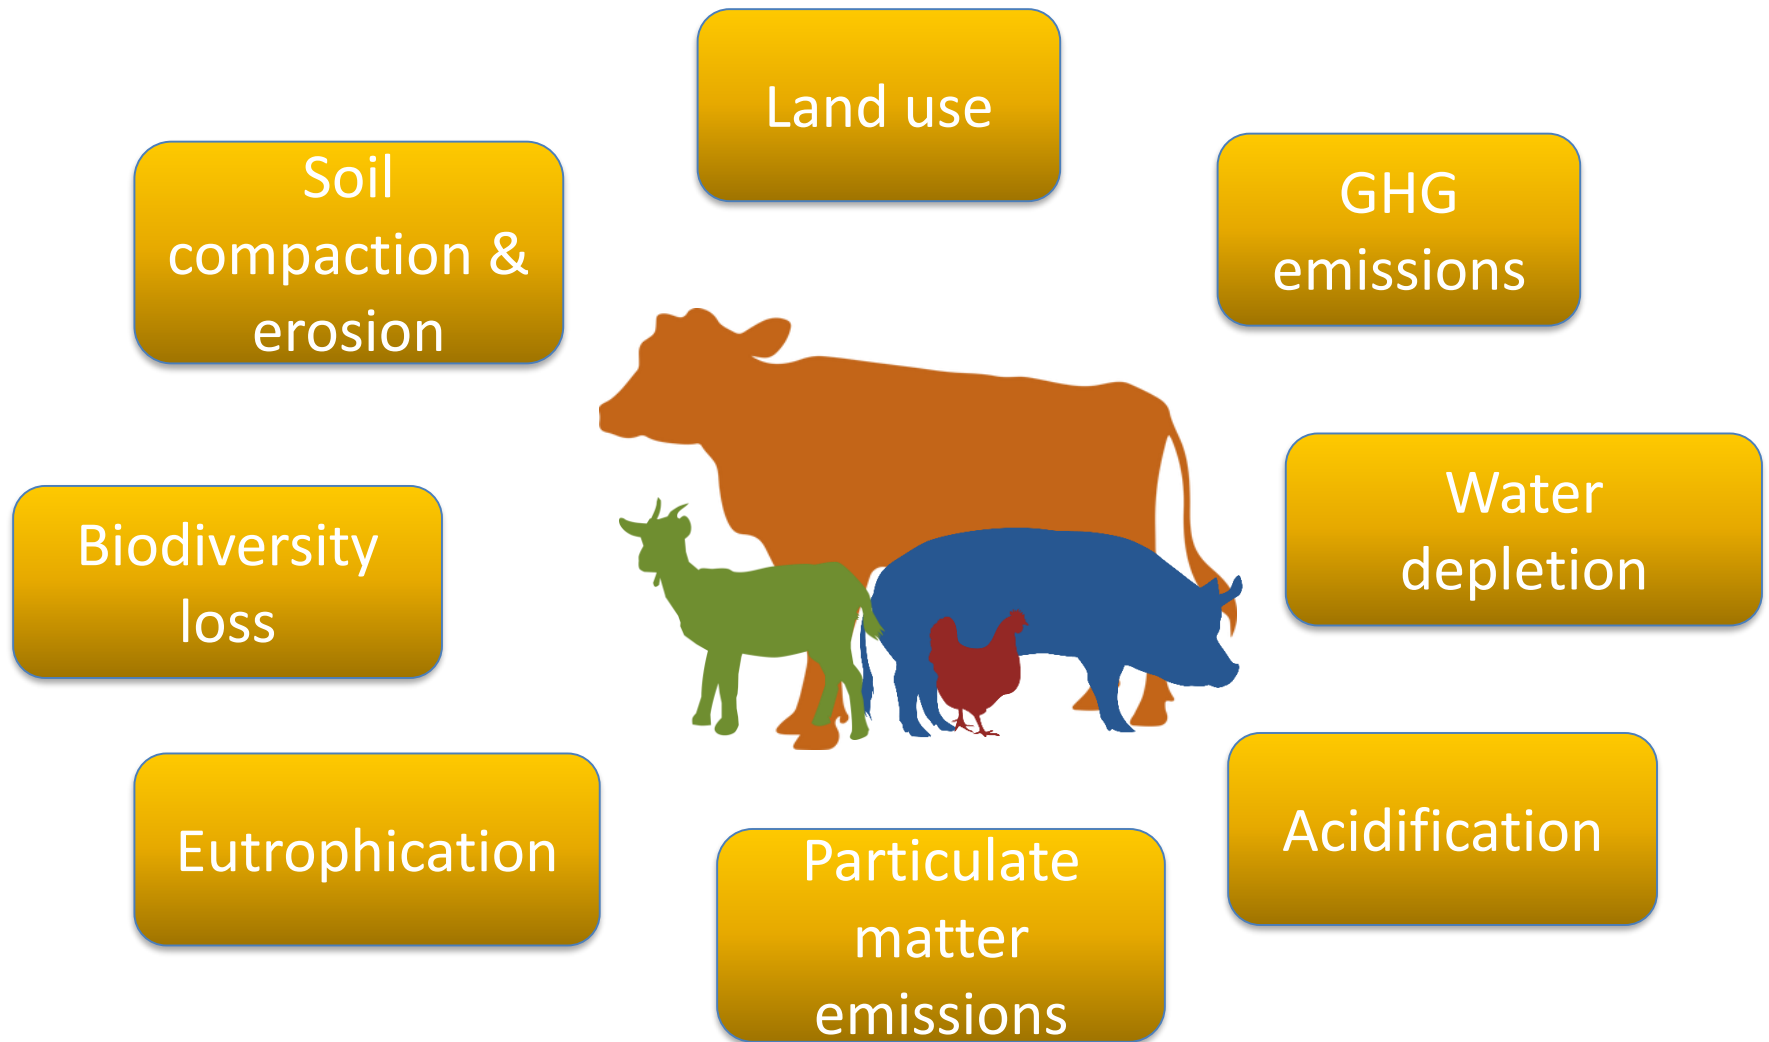 Land use
Soil
compaction &
erosion
GHG
emissions
Biodiversity
loss
Water
depletion
Eutrophication
Particulate
matter
emissions
Acidification